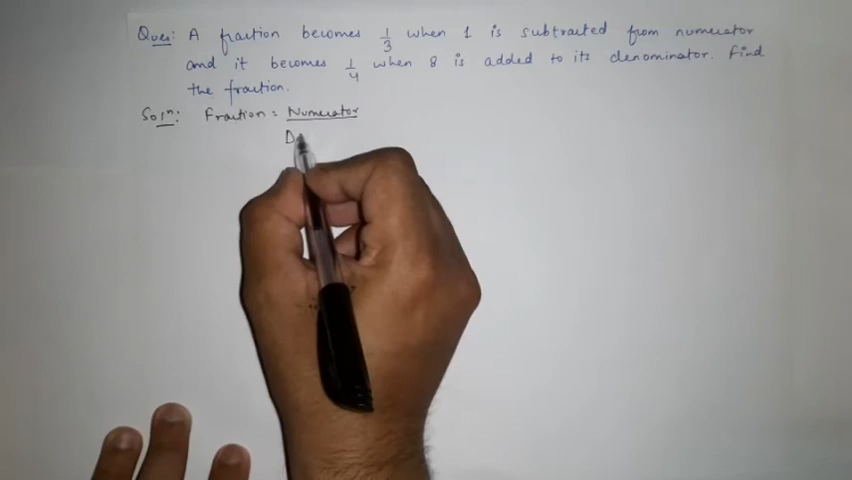 Ques: A fraction becomes 1/3 when 1 is subtracted from numerator
and it becomes 1/4 when 8 is added to its denominator. Find
the fraction.
Soln: Fraction = Numerator
D